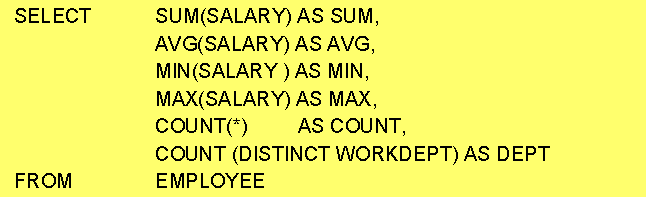 SELECT SUM(SALARY) AS SUM,
AVG(SALARY) AS AVG,
MIN(SALARY ) AS MIN,
MAX(SALARY) AS MAX,
COUNT(*) AS COUNT,
COUNT (DISTINCT WORKDEPT) AS DEPT
FROM EMPLOYEE